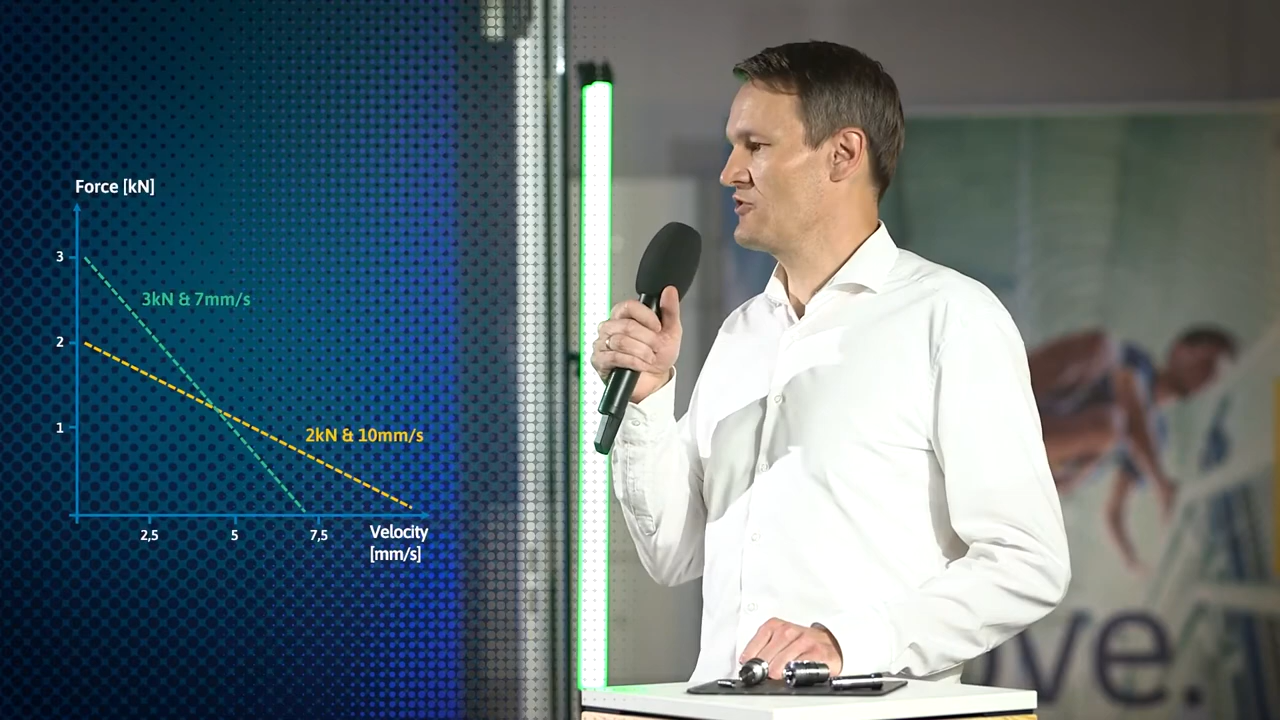 Force [kN]
3
3kN & 7mm/s
2
1
2kN & 10mm/s
2,5
5
7,5
Velocity
[mm/s]
ove.